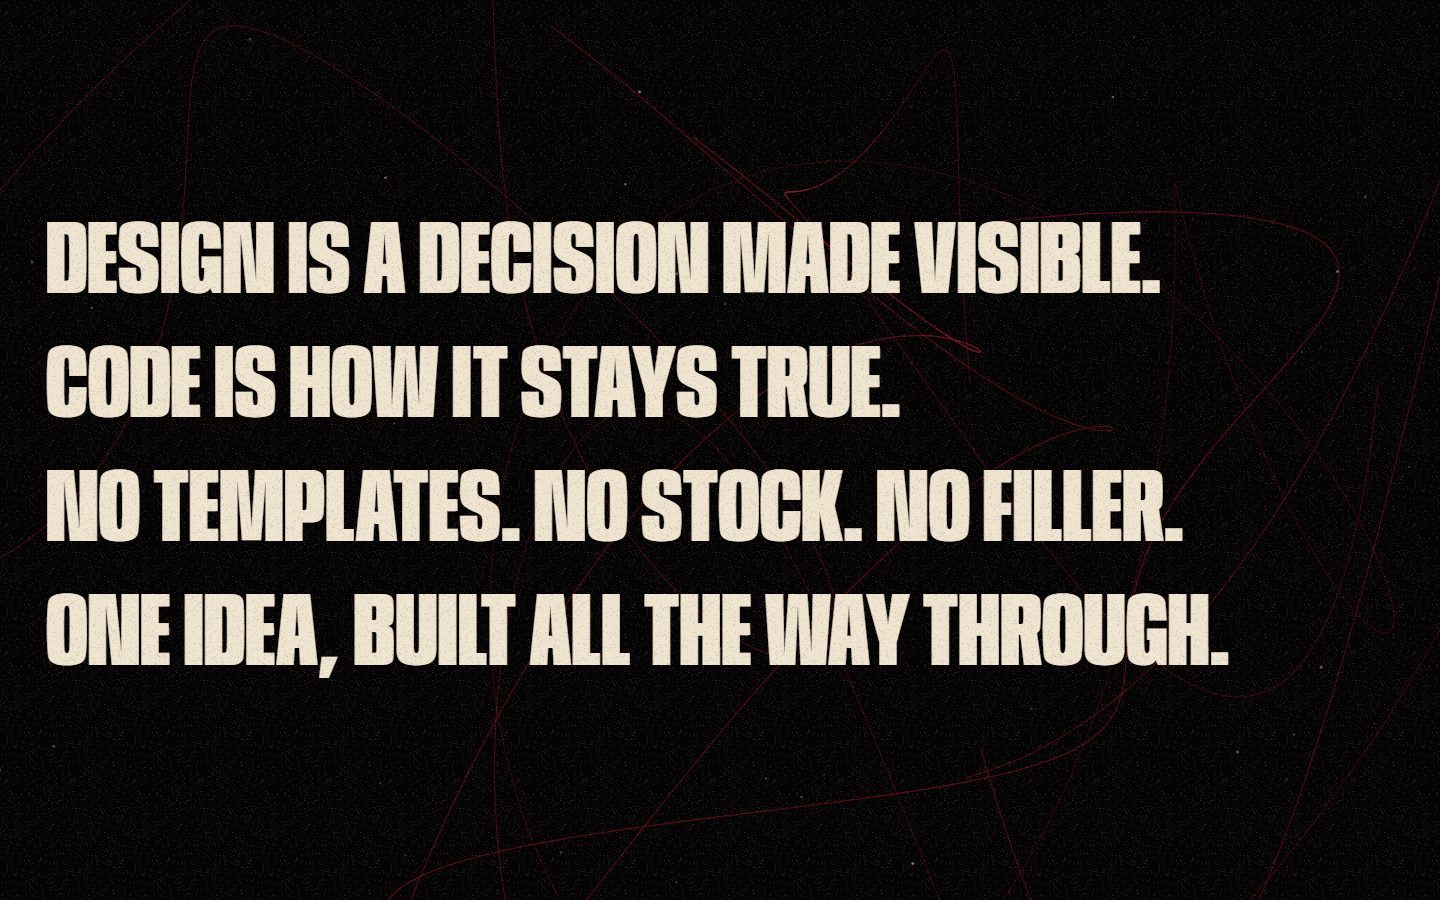 DESIGN IS A DECISION MADE VISIBLE.
CODE IS HOW IT STAYS TRUE.
NO TEMPLATES. NO STOCK. NO FILLER.
ONE IDEA, BUILT ALL THE WAY THROUGH.